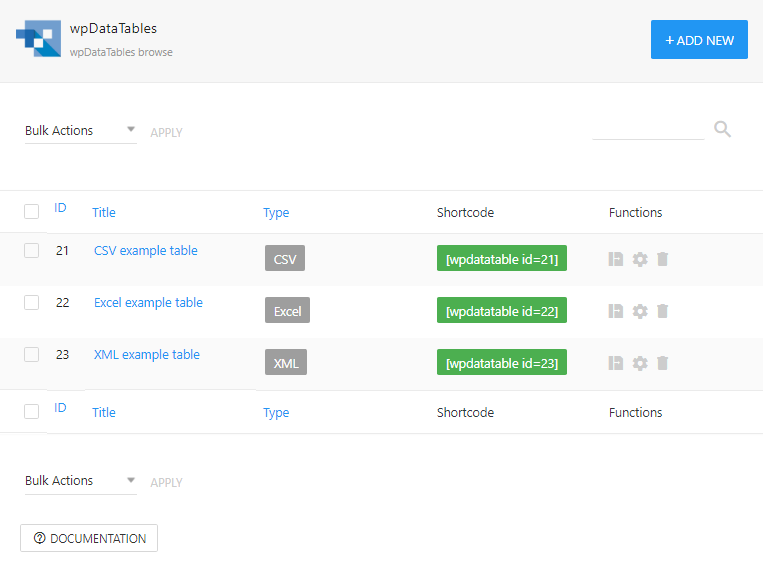 wpDataTables
wpDataTables browse
+ ADD NEW
Bulk Actions APPLY
ID Title Type Shortcode Functions
21 CSV example table CSV [wpdatatable id=21]
22 Excel example table Excel [wpdatatable id=22]
23 XML example table XML [wpdatatable id=23]
ID Title Type Shortcode Functions
Bulk Actions APPLY
DOCUMENTATION